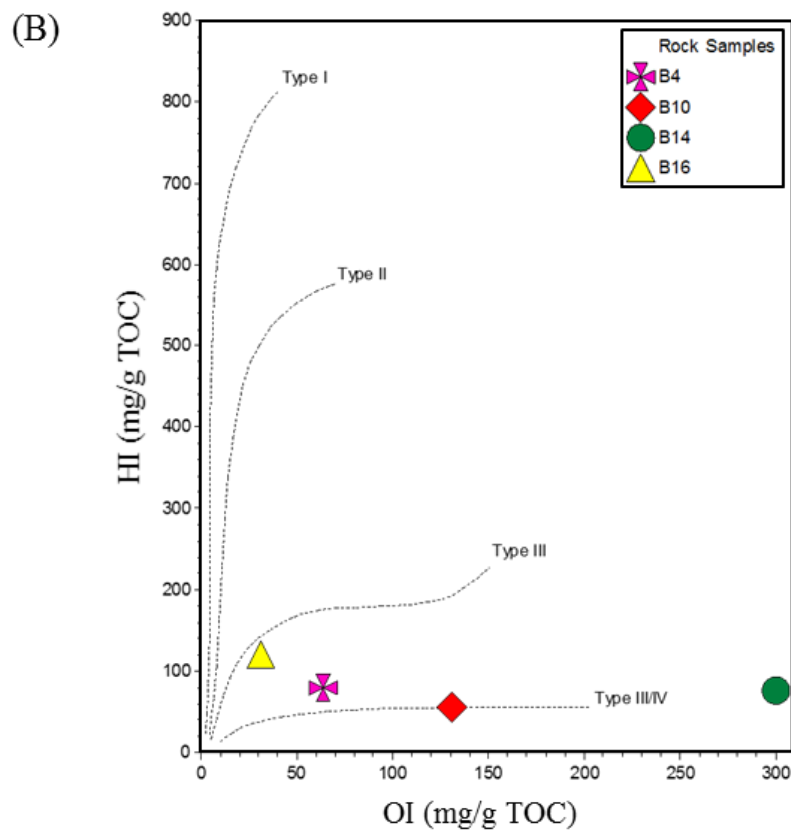 (B)
900
800
700
600
500
400
300
200
100
0
HI (mg/g TOC)
Type I
Type II
Type III
Type III/IV
Rock Samples
B4
B10
B14
B16
0 50 100 150 200 250 300
OI (mg/g TOC)